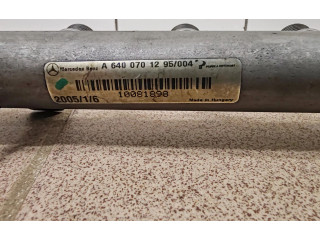 Mercedes Benz A 640 070 12 95/004
2005/1/6 10081890
Made in Hungary